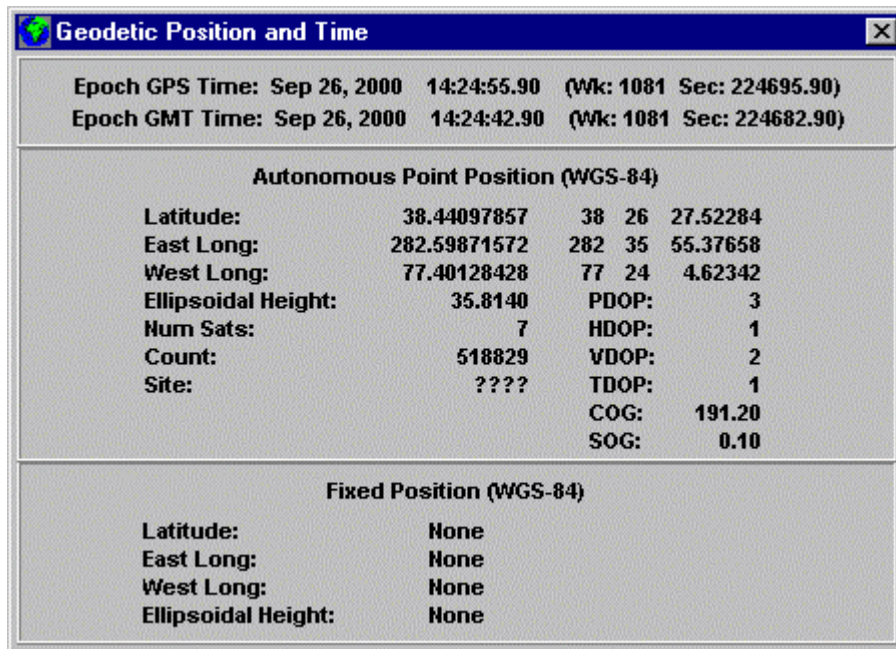 Geodetic Position and Time
Epoch GPS Time: Sep 26, 2000 14:24:55.90 (Wk: 1081 Sec: 224695.90)
Epoch GMT Time: Sep 26, 2000 14:24:42.90 (Wk: 1081 Sec: 224682.90)
Autonomous Point Position (WGS-84)
Latitude: 38.44097857 38 26 27.52284
East Long: 282.59871572 282 35 55.37658
West Long: 77.40128428 77 24 4.62342
Ellipsoidal Height: 35.8140 PDOP: 3
Num Sats: 7 HDOP: 1
Count: 518829 VDOP: 2
Site: ???? TDOP: 1
COG: 191.20
SOG: 0.10
Fixed Position (WGS-84)
Latitude: None
East Long: None
West Long: None
Ellipsoidal Height: None